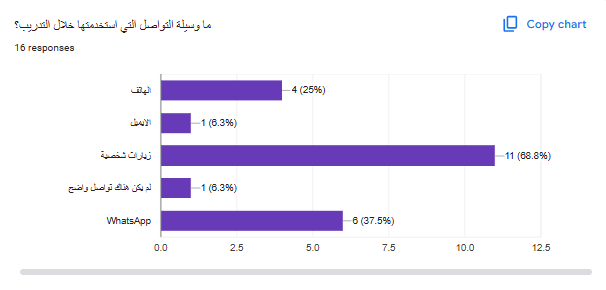 ما وسيلة التواصل التي استخدمتها خلال التدريب؟
Copy chart
16 responses
الهاتف
4 (25%)
الايميل
1 (6.3%)
زيارات شخصية
11 (68.8%)
لم يكن هناك تواصل واضح
1 (6.3%)
WhatsApp
6 (37.5%)
0.0 2.5 5.0 7.5 10.0 12.5